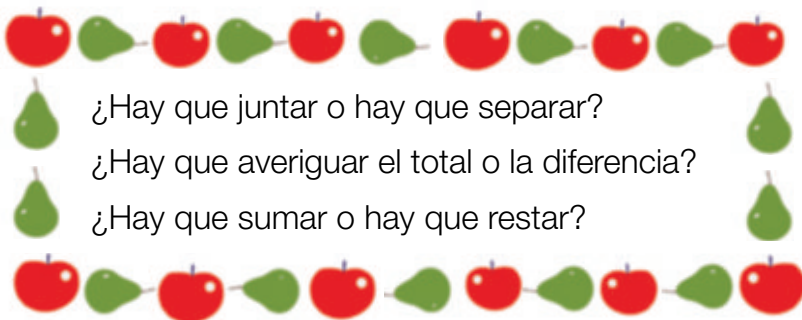 ¿Hay que juntar o hay que separar?
¿Hay que averiguar el total o la diferencia?
¿Hay que sumar o hay que restar?